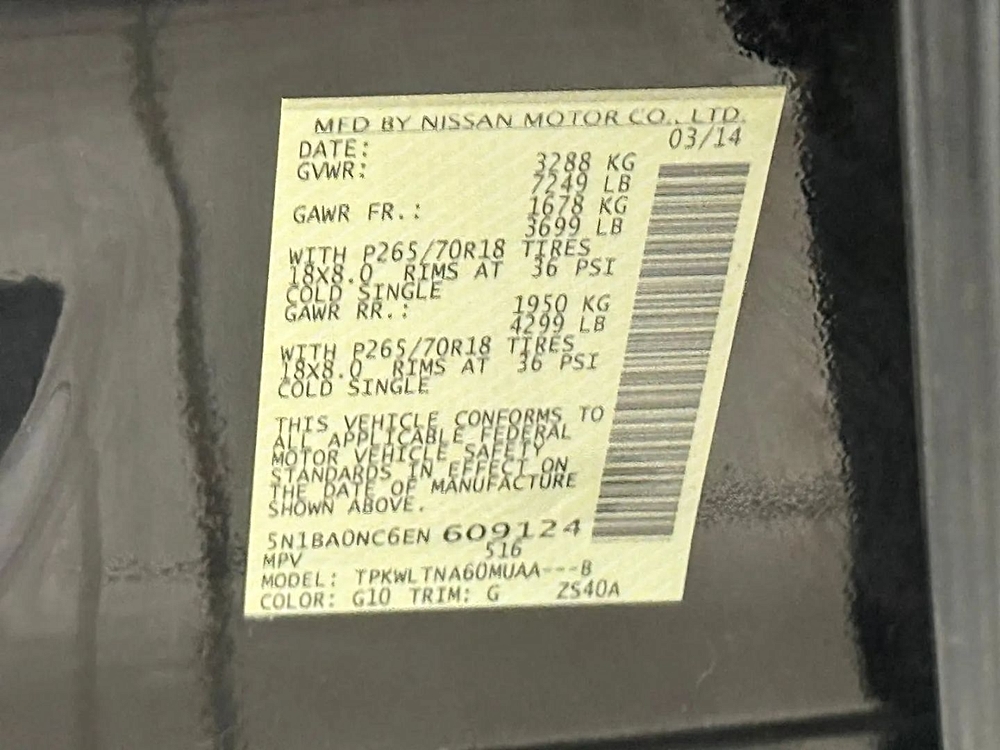 MFD BY NISSAN MOTOR CO., LTD.
DATE: 03/14
GVWR: 3288 KG
7249 LB
GAWR FR.: 1678 KG
3699 LB
WITH P265/70R18 TIRES
18X8.0 RIMS AT 36 PSI
COLD SINGLE
GAWR RR.: 1950 KG
4299 LB
WITH P265/70R18 TIRES
18X8.0 RIMS AT 36 PSI
COLD SINGLE
THIS VEHICLE CONFORMS TO
ALL APPLICABLE FEDERAL
MOTOR VEHICLE SAFETY
STANDARDS IN EFFECT ON
THE DATE OF MANUFACTURE
SHOWN ABOVE.
5N1BA0NC6EN 609124
MPV 516
MODEL: TPKWLTNA60MUAA---B
COLOR: G10 TRIM: G ZS40A